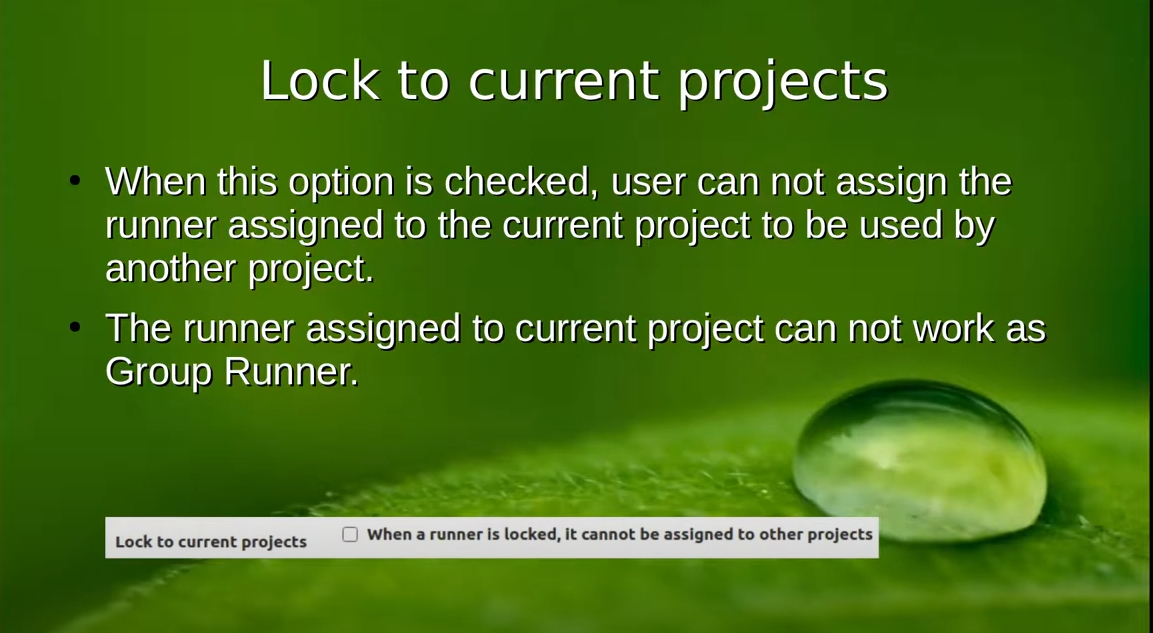 Lock to current projects
When this option is checked, user can not assign the
runner assigned to the current project to be used by
another project.
The runner assigned to current project can not work as
Group Runner.
Lock to current projects When a runner is locked, it cannot be assigned to other projects